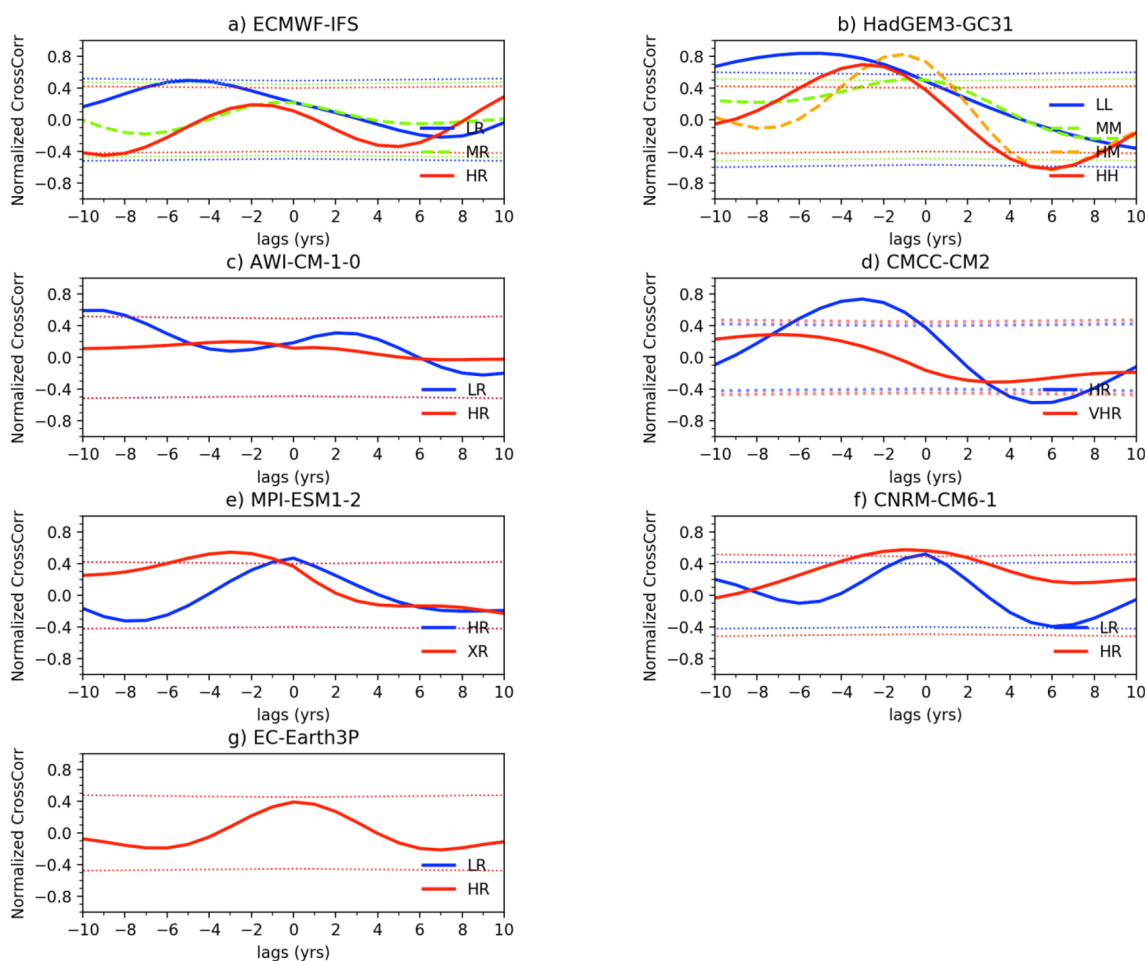 a) ECMWF-IFS
Normalized CrossCorr
0.8
0.4
0.0
−0.4
−0.8
LR
MR
HR
−10 −8 −6 −4 −2 0 2 4 6 8 10
lags (yrs)
b) HadGEM3-GC31
Normalized CrossCorr
0.8
0.4
0.0
−0.4
−0.8
LL
MM
HM
HH
−10 −8 −6 −4 −2 0 2 4 6 8 10
lags (yrs)
c) AWI-CM-1-0
Normalized CrossCorr
0.8
0.4
0.0
−0.4
−0.8
LR
HR
−10 −8 −6 −4 −2 0 2 4 6 8 10
lags (yrs)
d) CMCC-CM2
Normalized CrossCorr
0.8
0.4
0.0
−0.4
−0.8
HR
VHR
−10 −8 −6 −4 −2 0 2 4 6 8 10
lags (yrs)
e) MPI-ESM1-2
Normalized CrossCorr
0.8
0.4
0.0
−0.4
−0.8
HR
XR
−10 −8 −6 −4 −2 0 2 4 6 8 10
lags (yrs)
f) CNRM-CM6-1
Normalized CrossCorr
0.8
0.4
0.0
−0.4
−0.8
LR
HR
−10 −8 −6 −4 −2 0 2 4 6 8 10
lags (yrs)
g) EC-Earth3P
Normalized CrossCorr
0.8
0.4
0.0
−0.4
−0.8
LR
HR
−10 −8 −6 −4 −2 0 2 4 6 8 10
lags (yrs)